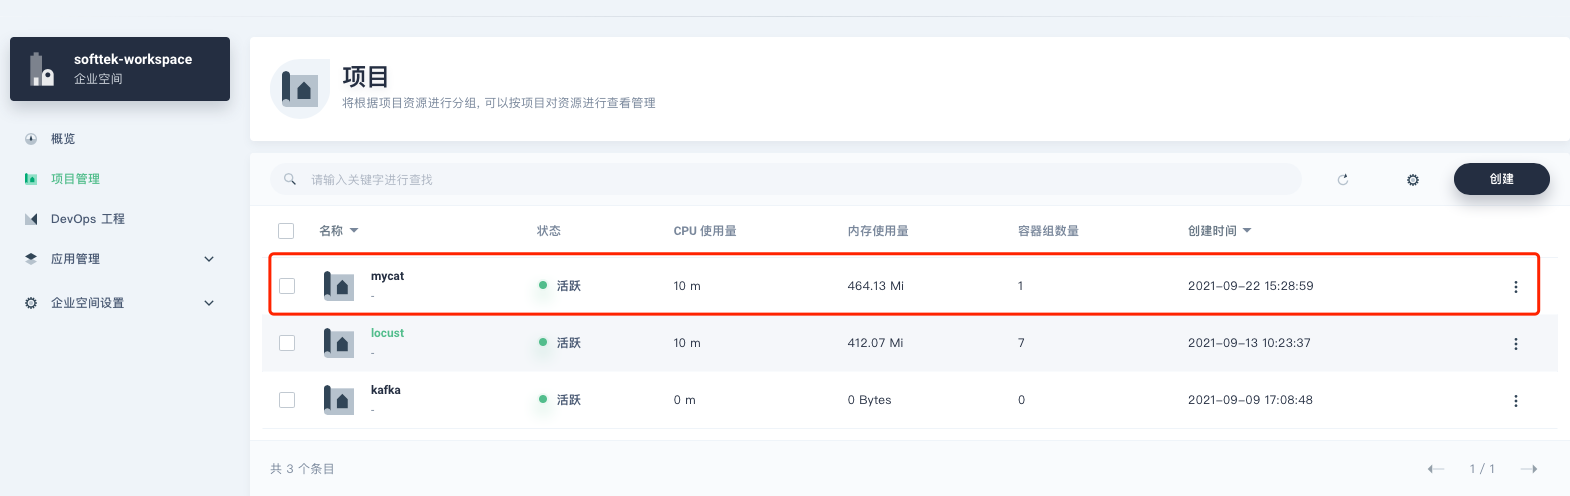 softtek-workspace
企业空间
概览
项目管理
DevOps 工程
应用管理
企业空间设置
项目
将根据项目资源进行分组, 可以按项目对资源进行查看管理
请输入关键字进行查找
创建
名称 状态 CPU 使用量 内存使用量 容器组数量 创建时间
mycat 活跃 10 m 464.13 Mi 1 2021-09-22 15:28:59
-
locust 活跃 10 m 412.07 Mi 7 2021-09-13 10:23:37
-
kafka 活跃 0 m 0 Bytes 0 2021-09-09 17:08:48
-
共 3 个条目
1 / 1